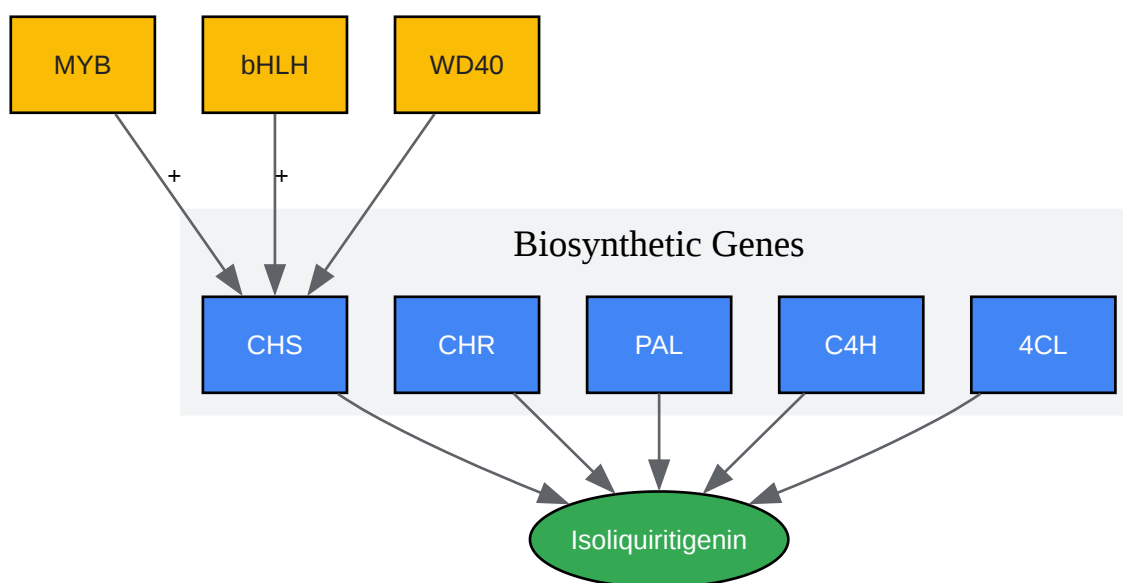 MYB
bHLH
WD40
+
+
Biosynthetic Genes
CHS
CHR
PAL
C4H
4CL
Isoliquiritigenin